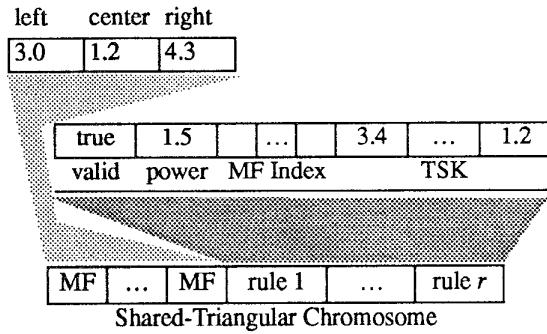 left center right
3.0 1.2 4.3
true 1.5 ... 3.4 ... 1.2
valid power MF Index TSK
MF ... MF rule 1 ... rule r
Shared-Triangular Chromosome